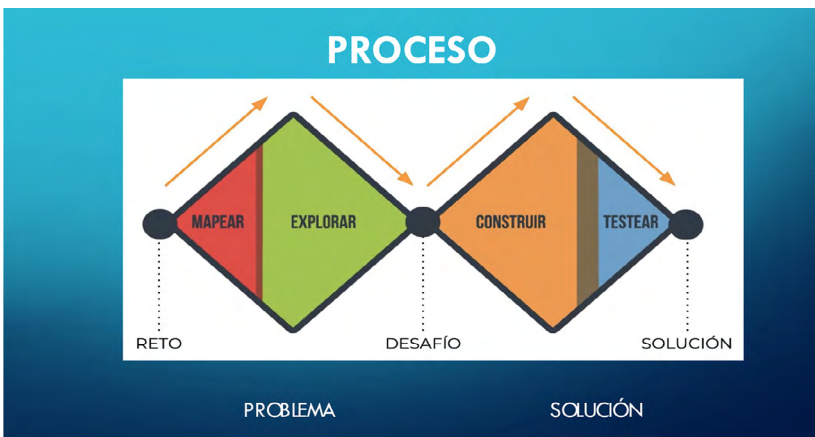 PROCESO
MAPEAR
EXPLORAR
CONSTRUIR
TESTEAR
RETO
DESAFÍO
SOLUCIÓN
PROBLEMA
SOLUCIÓN